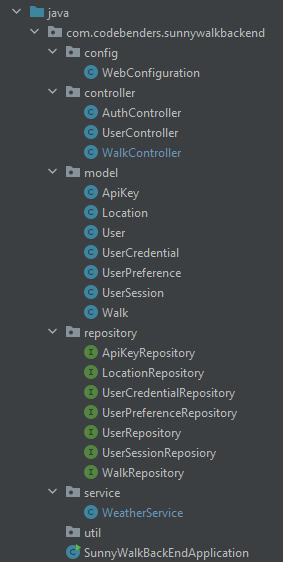 java
com.codebenders.sunnywalkbackend
config
C WebConfiguration
controller
C AuthController
C UserController
C WalkController
model
C ApiKey
C Location
C User
C UserCredential
C UserPreference
C UserSession
C Walk
repository
I ApiKeyRepository
I LocationRepository
I UserCredentialRepository
I UserPreferenceRepository
I UserRepository
I UserSessionReposiory
I WalkRepository
service
C WeatherService
util
C SunnyWalkBackEndApplication